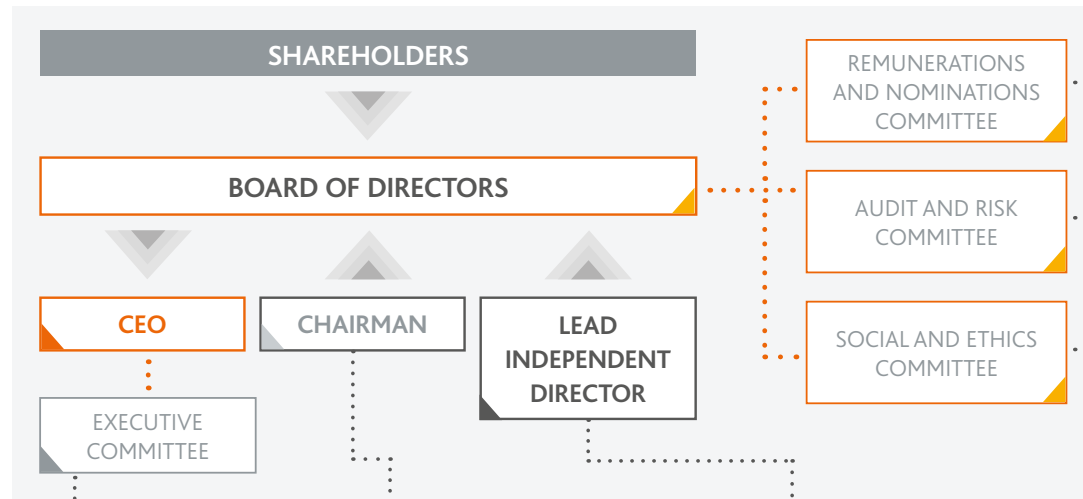 SHAREHOLDERS
BOARD OF DIRECTORS
CEO
CHAIRMAN
LEAD
INDEPENDENT
DIRECTOR
EXECUTIVE
COMMITTEE
REMUNERATIONS
AND NOMINATIONS
COMMITTEE
AUDIT AND RISK
COMMITTEE
SOCIAL AND ETHICS
COMMITTEE